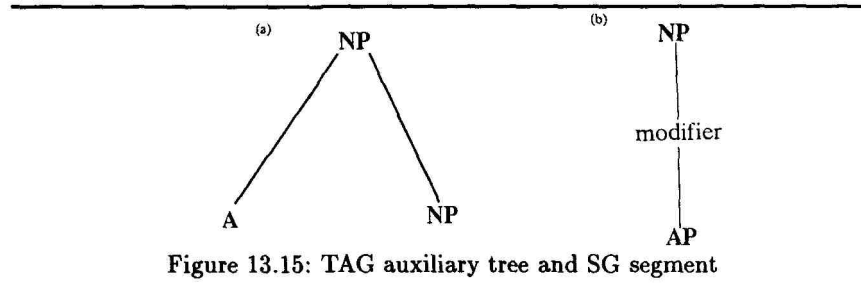 (a) (b)
NP NP
modifier
A NP
AP
Figure 13.15: TAG auxiliary tree and SG segment